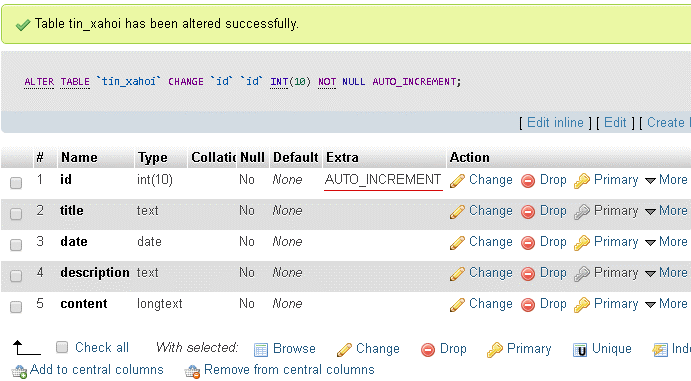 Table tin_xahoi has been altered successfully.
ALTER TABLE `tin_xahoi` CHANGE `id` `id` INT(10) NOT NULL AUTO_INCREMENT;
[ Edit inline ] [ Edit ] [ Create
# Name Type Collatic Null Default Extra Action
1 id int(10) No None AUTO_INCREMENT Change Drop Primary More
2 title text No None Change Drop Primary More
3 date date No None Change Drop Primary More
4 description text No None Change Drop Primary More
5 content longtext No None Change Drop Primary More
Check all With selected: Browse Change Drop Primary Unique Inde
Add to central columns Remove from central columns